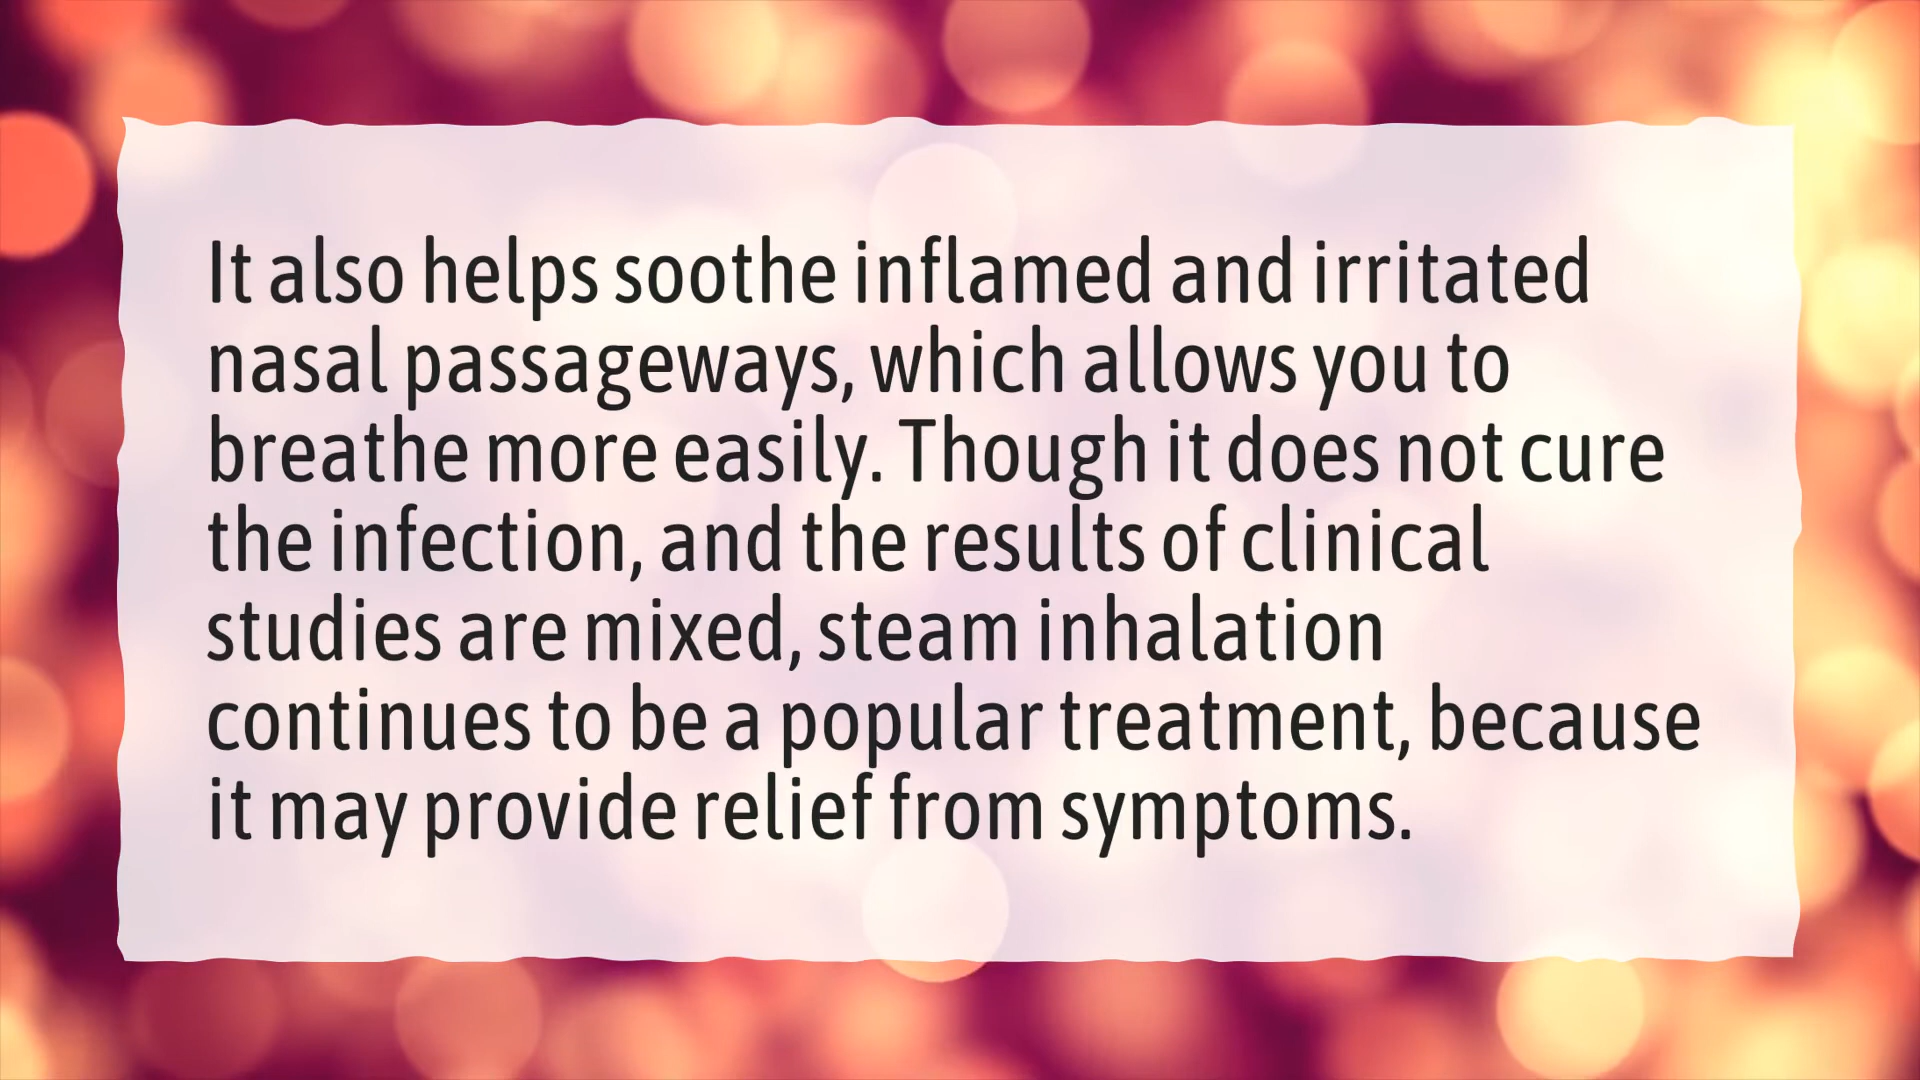 It also helps soothe inflamed and irritated
nasal passageways, which allows you to
breathe more easily. Though it does not cure
the infection, and the results of clinical
studies are mixed, steam inhalation
continues to be a popular treatment, because
it may provide relief from symptoms.